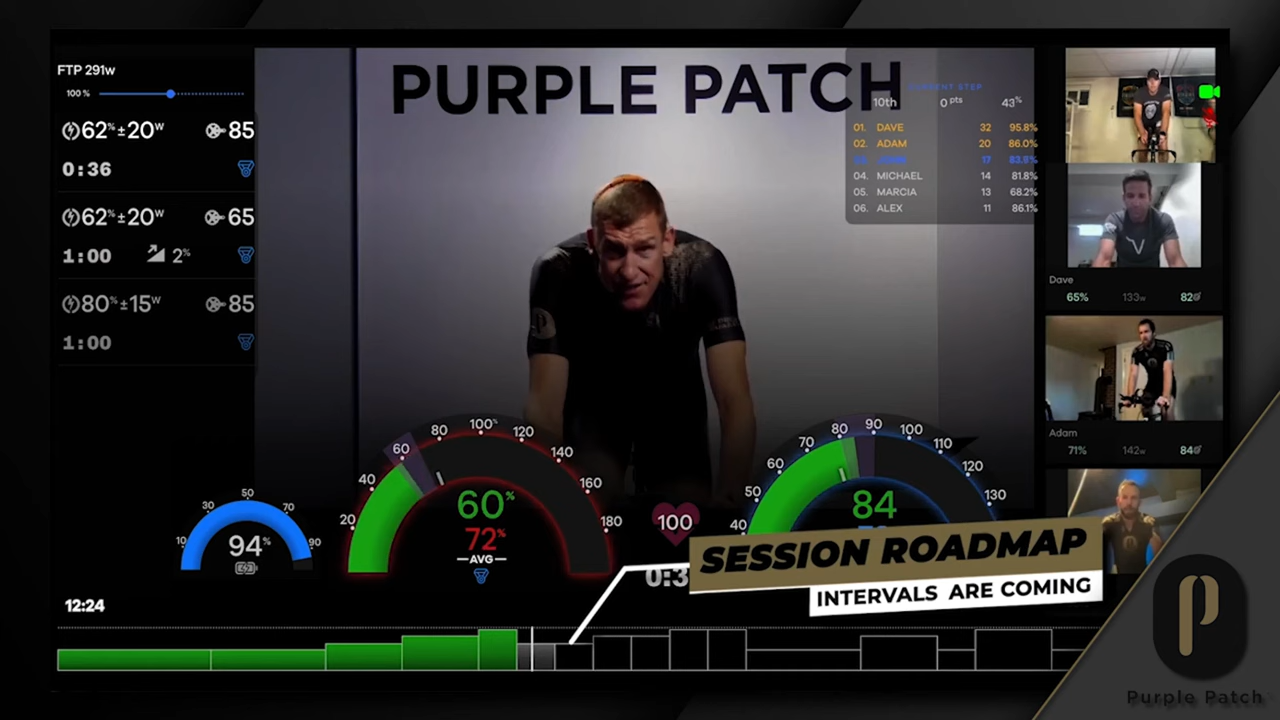 PURPLE PATCH
FTP 291w
100 %
62% ±20W 85
0:36
62% ±20W 65
1:00 2%
80% ±15W 85
1:00
10th 0 pts 43%
01. DAVE 32 95.8%
02. ADAM 20 86.0%
17 83.8%
04. MICHAEL 14 81.8%
05. MARCIA 13 68.2%
06. ALEX 11 86.1%
Dave
65% 133w 82
Adam
71% 142w 84
10 30 50 70 90
94%
20 40 60 80 100% 120 140 160 180
60%
72%
AVG
100
40 50 60 70 80 90 100 110 120 130
84
0:3
SESSION ROADMAP
INTERVALS ARE COMING
12:24
Purple Patch